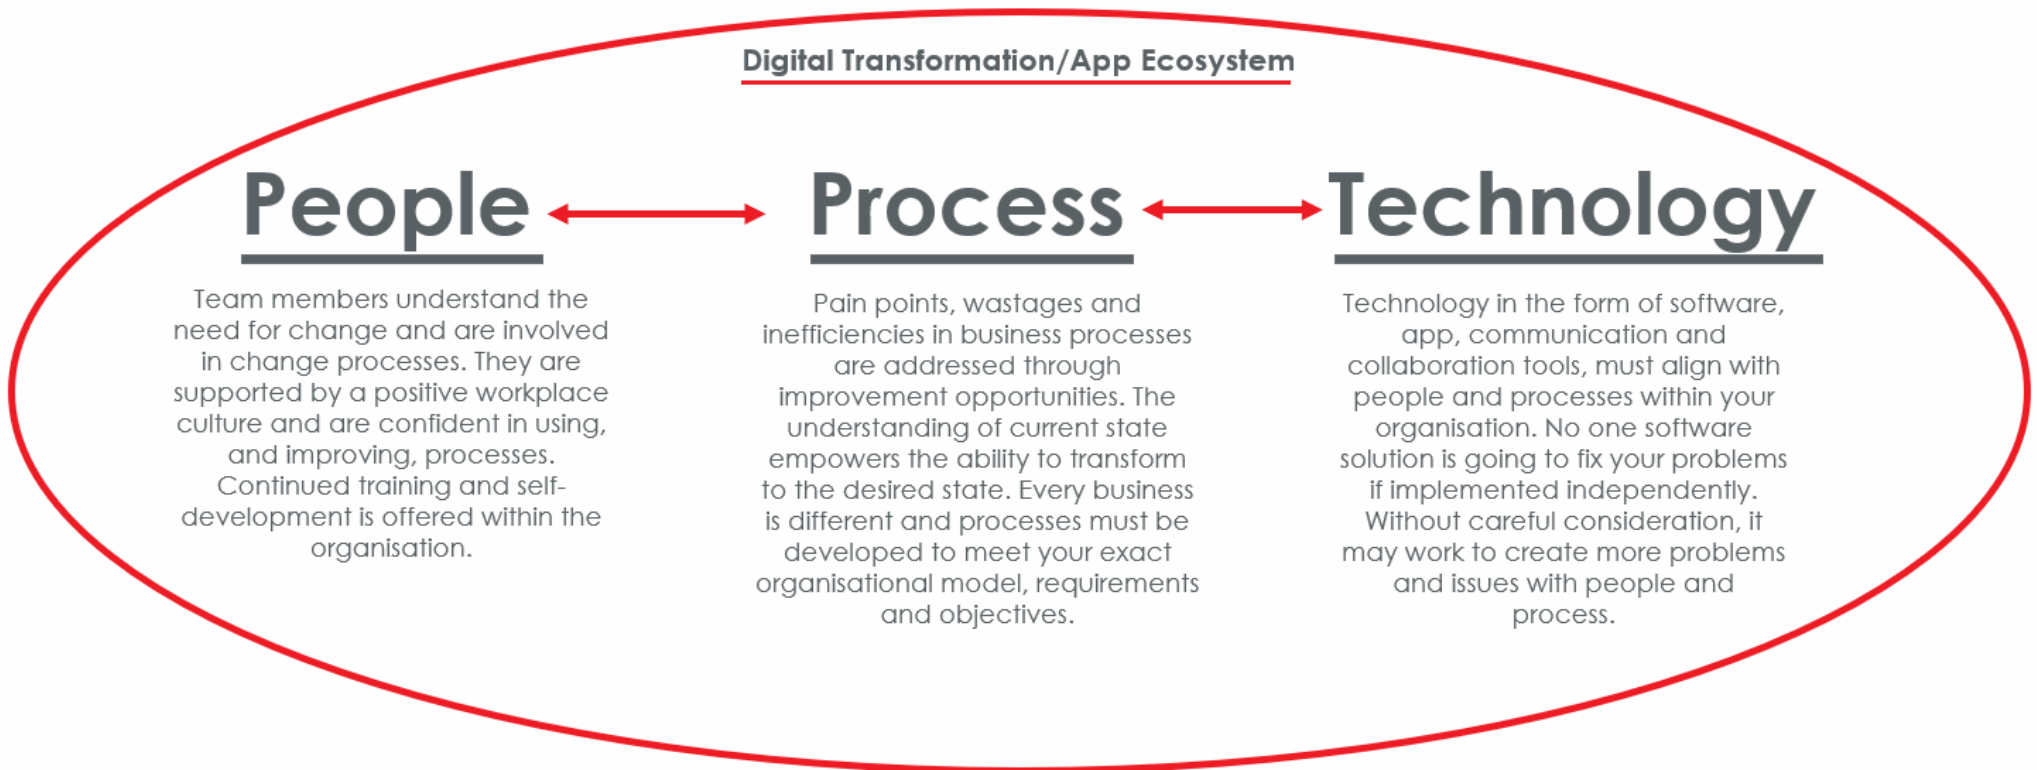 Digital Transformation/App Ecosystem
People
Process
Technology
Team members understand the
need for change and are involved
in change processes. They are
supported by a positive workplace
culture and are confident in using,
and improving, processes.
Continued training and self-
development is offered within the
organisation.
Pain points, wastages and
inefficiencies in business processes
are addressed through
improvement opportunities. The
understanding of current state
empowers the ability to transform
to the desired state. Every business
is different and processes must be
developed to meet your exact
organisational model, requirements
and objectives.
Technology in the form of software,
app, communication and
collaboration tools, must align with
people and processes within your
organisation. No one software
solution is going to fix your problems
if implemented independently.
Without careful consideration, it
may work to create more problems
and issues with people and
process.